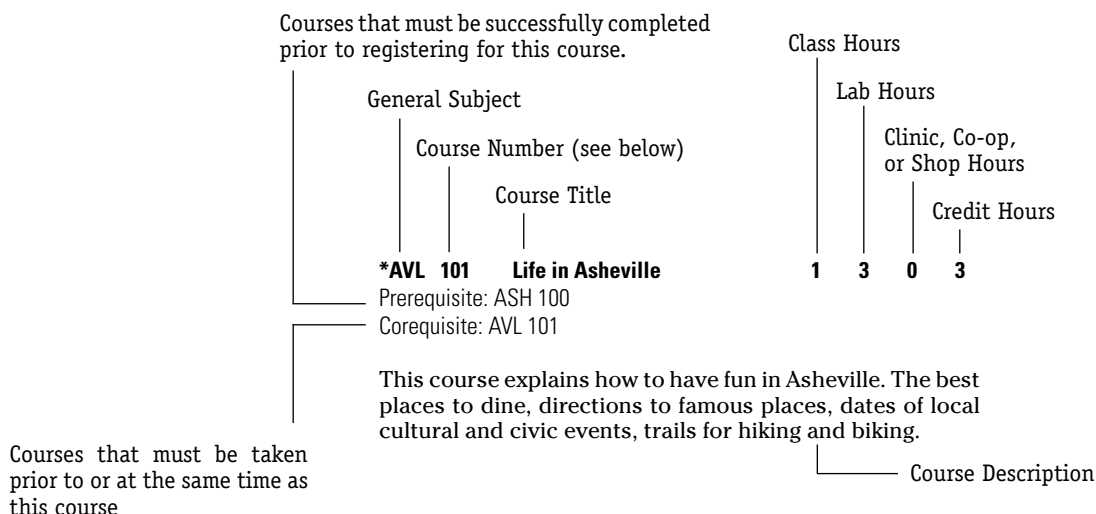 Courses that must be successfully completed
prior to registering for this course.
Class Hours
Lab Hours
General Subject
Clinic, Co-op,
or Shop Hours
Course Number (see below)
Course Title
Credit Hours
*AVL 101 Life in Asheville 1 3 0 3
Prerequisite: ASH 100
Corequisite: AVL 101
This course explains how to have fun in Asheville. The best
places to dine, directions to famous places, dates of local
cultural and civic events, trails for hiking and biking.
Courses that must be taken
prior to or at the same time as
this course
Course Description